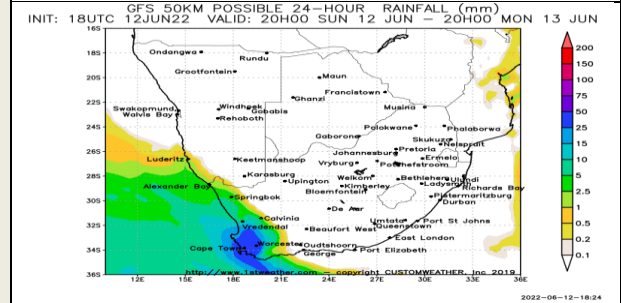 GFS 50KM POSSIBLE 24-HOUR RAINFALL (mm)
INIT: 18UTC 12JUN22 VALID: 20H00 SUN 12 JUN - 20H00 MON 13 JUN
16S
Ondangwa
Rundu
200
18S
150
Grootfontein
Maun
100
20S
Francistown
75
Ghanzi
22S
Windhoek
Gobabis
Musina
50
Swakopmund
Walvis Bay
Rehoboth
25
24S
Polokwane
Phalaborwa
Gaborone
Skukuza
15
Pretoria
Nelspruit
26S
Johannesburg
10
Luderitz
Keetmanshoop
Vryburg
Potchefstroom
Ermelo
5
28S
Karasburg
Upington
Welkom
Bethlehem
Ulundi
2.5
Alexander Bay
Kimberley
Ladysmith
Richards Bay
Bloemfontein
Pietermaritzburg
1
30S
Springbok
Durban
De Aar
0.5
Calvinia
Umtata
Port St Johns
32S
Vredendal
Beaufort West
Queenstown
0.2
East London
Cape Town
Worcester
Oudtshoorn
34S
George
Port Elizabeth
0.1
http://www.1stweather.com - copyright CUSTOMWEATHER, Inc 2019
36S
12E 15E 18E 21E 24E 27E 30E 33E 36E
2022-06-12-18:24